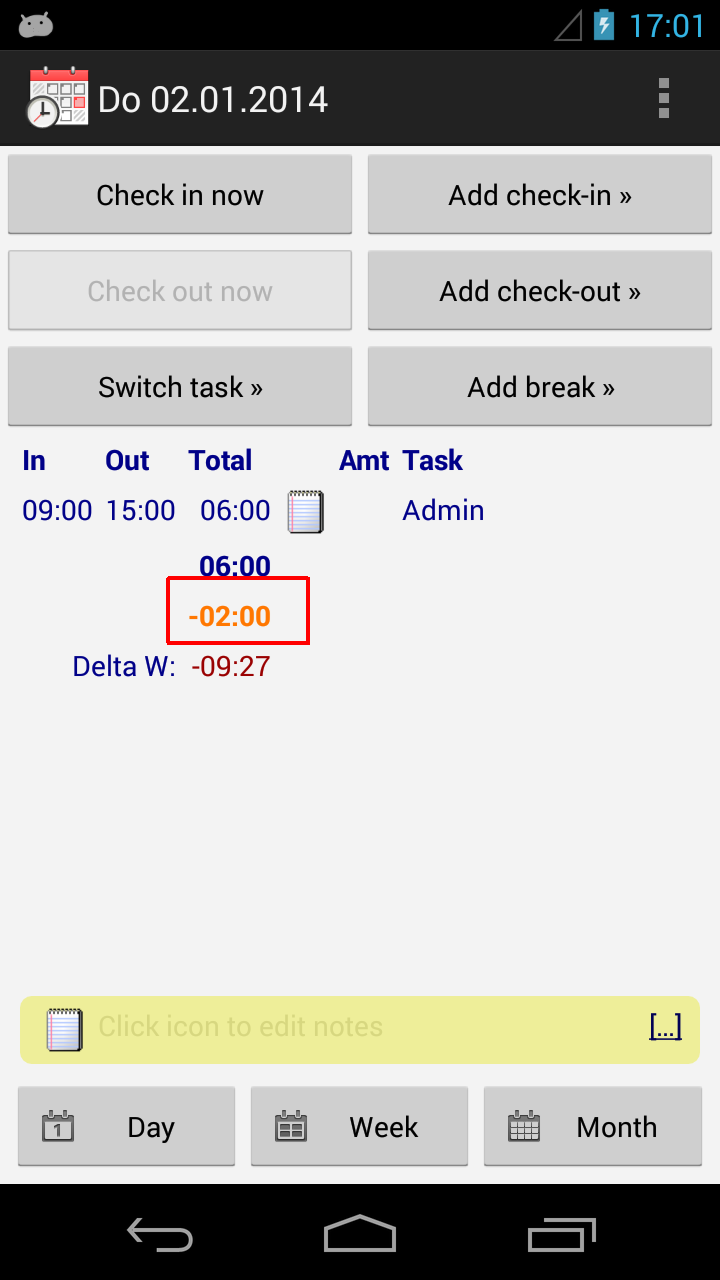 17:01
Do 02.01.2014
Check in now Add check-in »
Check out now Add check-out »
Switch task » Add break »
In Out Total Amt Task
09:00 15:00 06:00 Admin
06:00
-02:00
Delta W: -09:27
Click icon to edit notes [...]
1 Day Week Month